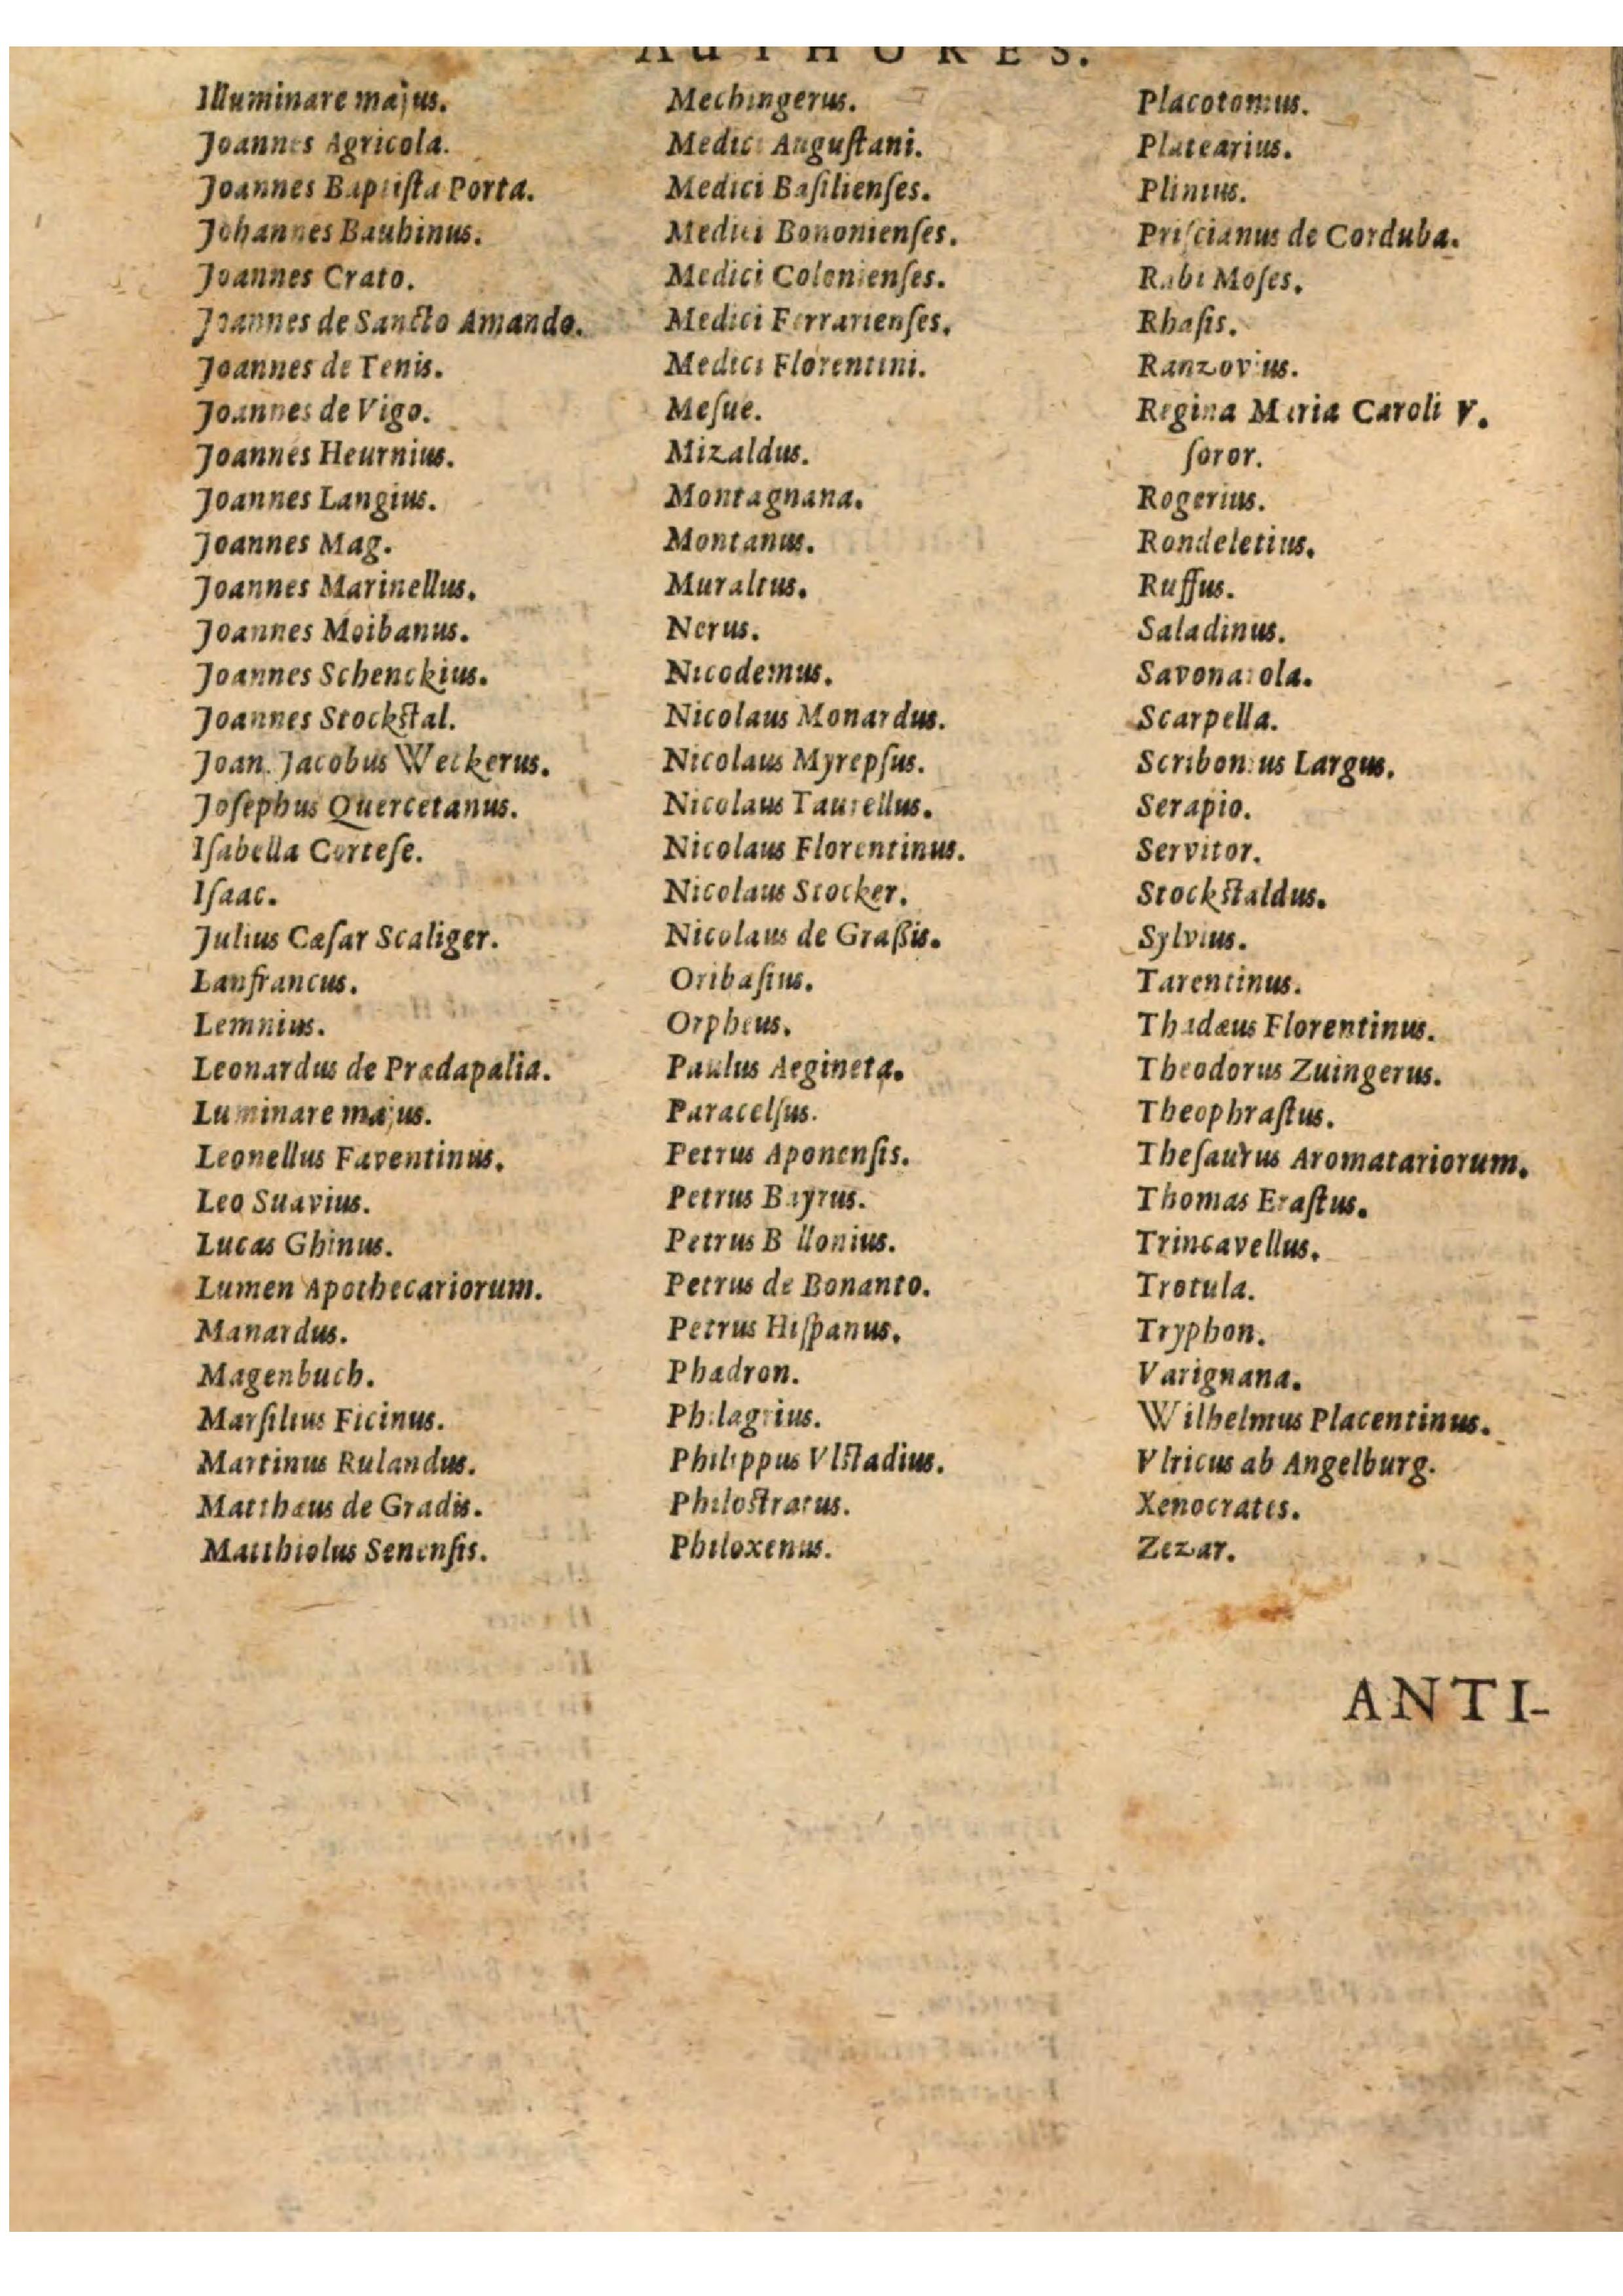 AUTHORES.
Illuminare majus.
Joannes Agricola.
Joannes Baptiſta Porta.
Johannes Bauhinus.
Joannes Crato.
Joannes de Sancto Amando.
Joannes de Tenis.
Joannes de Vigo.
Joannes Heurnius.
Joannes Langius.
Joannes Mag.
Joannes Marinellus.
Joannes Moibanus.
Joannes Schenckius.
Joannes Stockſtal.
Joan. Jacobus Weckerus.
Joſephus Quercetanus.
Iſabella Corteſe.
Iſaac.
Julius Cæſar Scaliger.
Lanfrancus.
Lemnius.
Leonardus de Prædapalia.
Luminare majus.
Leonellus Faventinus.
Leo Suavius.
Lucas Ghinus.
Lumen Apothecariorum.
Manardus.
Magenbuch.
Marſilius Ficinus.
Martinus Rulandus.
Matthæus de Gradis.
Matthiolus Senenſis.
Mechingerus.
Medici Auguſtani.
Medici Baſilienſes.
Medici Bononienſes.
Medici Colonienſes.
Medici Ferrarienſes.
Medici Florentini.
Meſue.
Mizaldus.
Montagnana.
Montanus.
Muraltus.
Nerus.
Nicodemus.
Nicolaus Monardus.
Nicolaus Myrepſus.
Nicolaus Taurellus.
Nicolaus Florentinus.
Nicolaus Stocker.
Nicolaus de Graßis.
Oribaſius.
Orpheus.
Paulus Aegineta.
Paracelſus.
Petrus Aponenſis.
Petrus Bayrus.
Petrus Bellonius.
Petrus de Bonanto.
Petrus Hiſpanus.
Phadron.
Philagrius.
Philippus Vlſtadius.
Philoſtratus.
Philoxenus.
Placotomus.
Platearius.
Plinius.
Priſcianus de Corduba.
Rabi Moſes.
Rhaſis.
Ranzovius.
Regina Maria Caroli V.
ſoror.
Rogerius.
Rondeletius.
Ruffus.
Saladinus.
Savonarola.
Scarpella.
Scribonius Largus.
Serapio.
Servitor.
Stockſtaldus.
Sylvius.
Tarentinus.
Thadæus Florentinus.
Theodorus Zuingerus.
Theophraſtus.
Theſaurus Aromatariorum.
Thomas Eraſtus.
Trincavellus.
Trotula.
Tryphon.
Varignana.
Wilhelmus Placentinus.
Vlricus ab Angelburg.
Xenocrates.
Zezar.
ANTI-